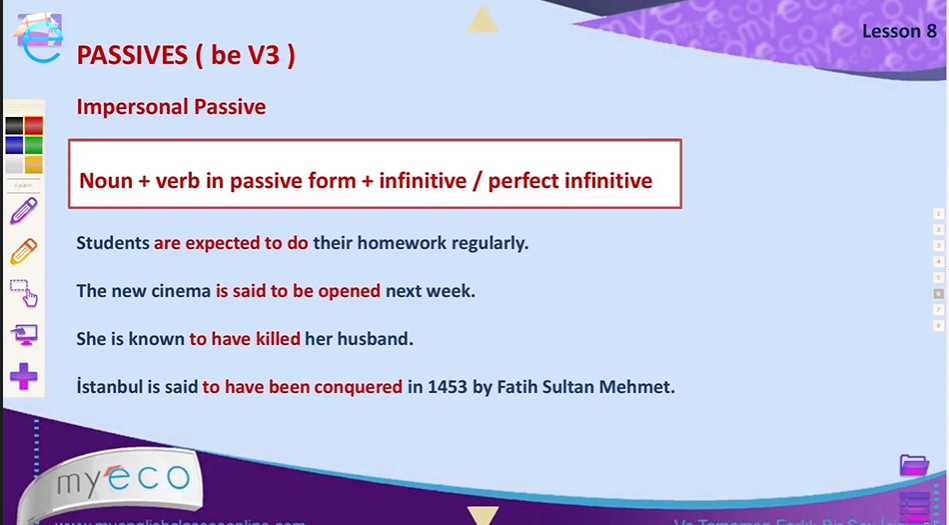 Lesson 8
PASSIVES ( be V3 )
Impersonal Passive
Noun + verb in passive form + infinitive / perfect infinitive
Students are expected to do their homework regularly.
The new cinema is said to be opened next week.
She is known to have killed her husband.
İstanbul is said to have been conquered in 1453 by Fatih Sultan Mehmet.
Kalem
1
2
3
4
5
6
7
8
myeco